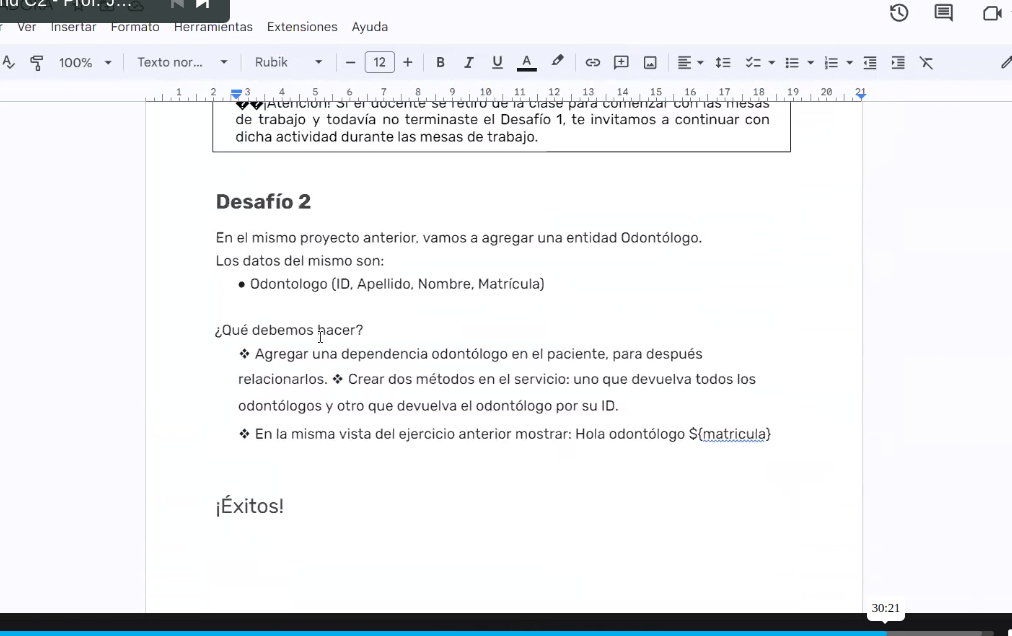 nd C2 - Prof. J...
Ver Insertar Formato Herramientas Extensiones Ayuda
100% Texto nor... Rubik − 12 + B I U A
1 2 3 4 5 6 7 8 9 10 11 12 13 14 15 16 17 18 19 20 21
��¡Atención! Si el docente se retiró de la clase para comenzar con las mesas
de trabajo y todavía no terminaste el Desafío 1, te invitamos a continuar con
dicha actividad durante las mesas de trabajo.
Desafío 2
En el mismo proyecto anterior, vamos a agregar una entidad Odontólogo.
Los datos del mismo son:
● Odontologo (ID, Apellido, Nombre, Matrícula)
¿Qué debemos hacer?
❖ Agregar una dependencia odontólogo en el paciente, para después
relacionarlos. ❖ Crear dos métodos en el servicio: uno que devuelva todos los
odontólogos y otro que devuelva el odontólogo por su ID.
❖ En la misma vista del ejercicio anterior mostrar: Hola odontólogo ${matricula}
¡Éxitos!
30:21